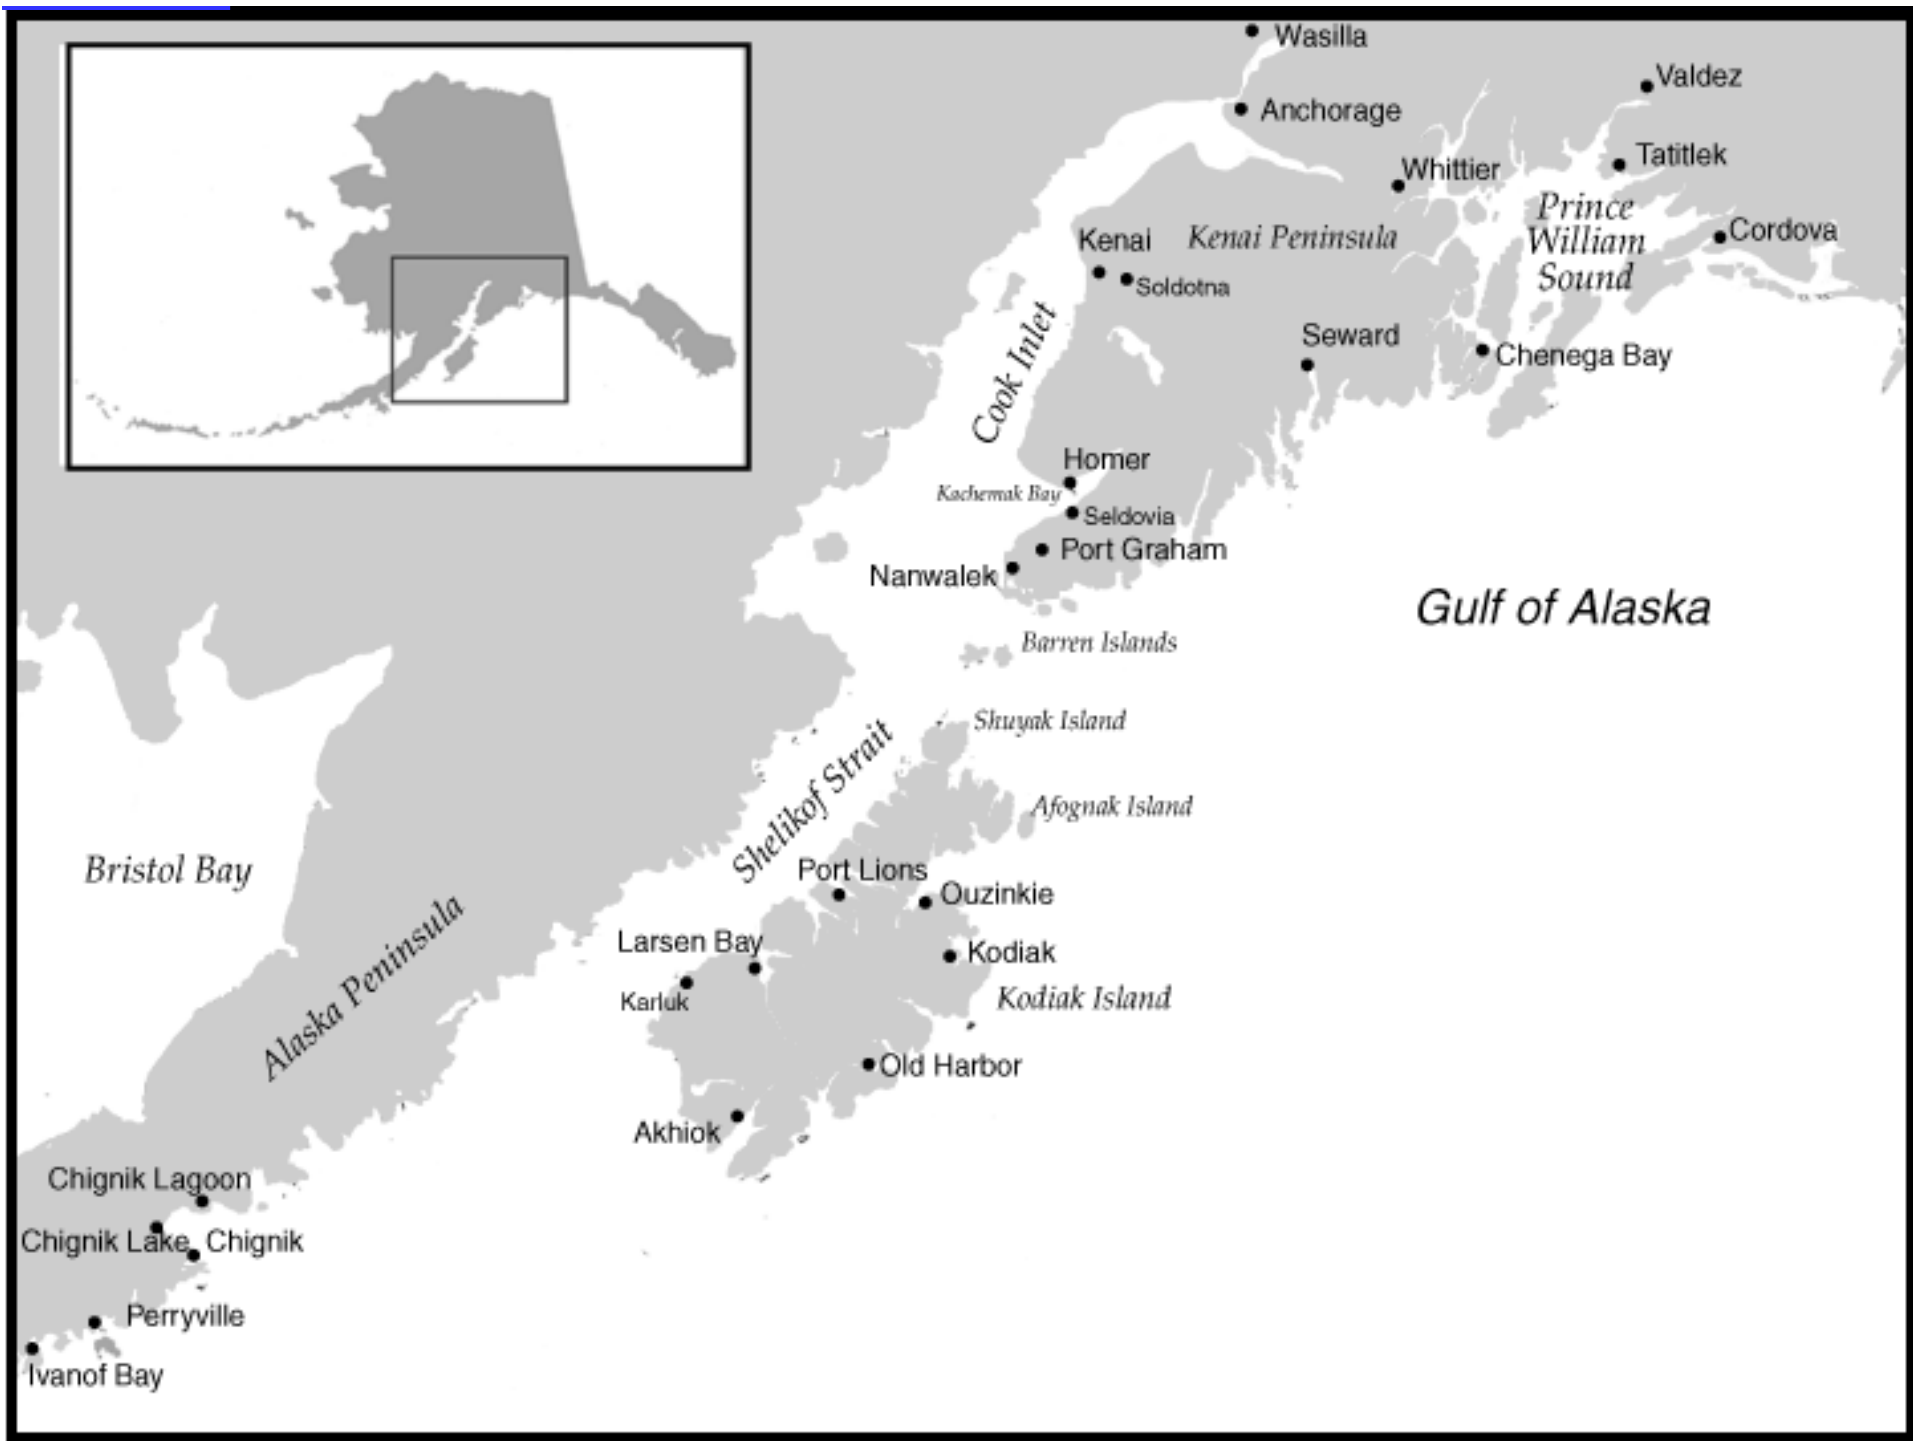 Wasilla
Valdez
Anchorage
Tatitlek
Whittier
Prince
William
Sound
Cordova
Kenai
Kenai Peninsula
Soldotna
Cook Inlet
Seward
Chenega Bay
Homer
Kachemak Bay
Seldovia
Port Graham
Nanwalek
Gulf of Alaska
Barren Islands
Shuyak Island
Shelikof Strait
Afognak Island
Bristol Bay
Port Lions
Ouzinkie
Alaska Peninsula
Larsen Bay
Kodiak
Karluk
Kodiak Island
Old Harbor
Akhiok
Chignik Lagoon
Chignik Lake
Chignik
Perryville
Ivanof Bay